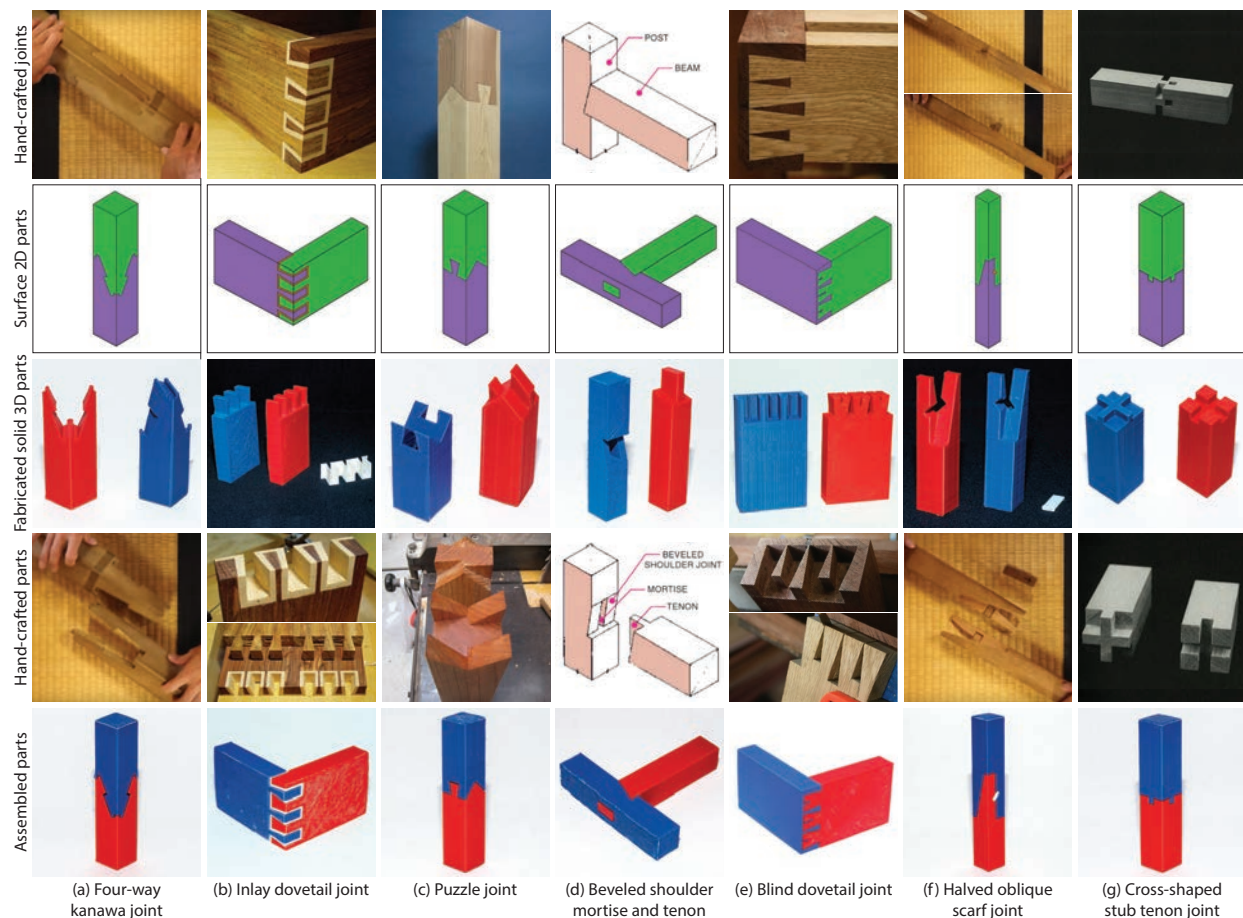 Hand-crafted joints
POST
BEAM
Surface 2D parts
Fabricated solid 3D parts
Hand-crafted parts
BEVELED
SHOULDER JOINT
MORTISE
TENON
Assembled parts
(a) Four-way
kanawa joint
(b) Inlay dovetail joint
(c) Puzzle joint
(d) Beveled shoulder
mortise and tenon
(e) Blind dovetail joint
(f) Halved oblique
scarf joint
(g) Cross-shaped
stub tenon joint